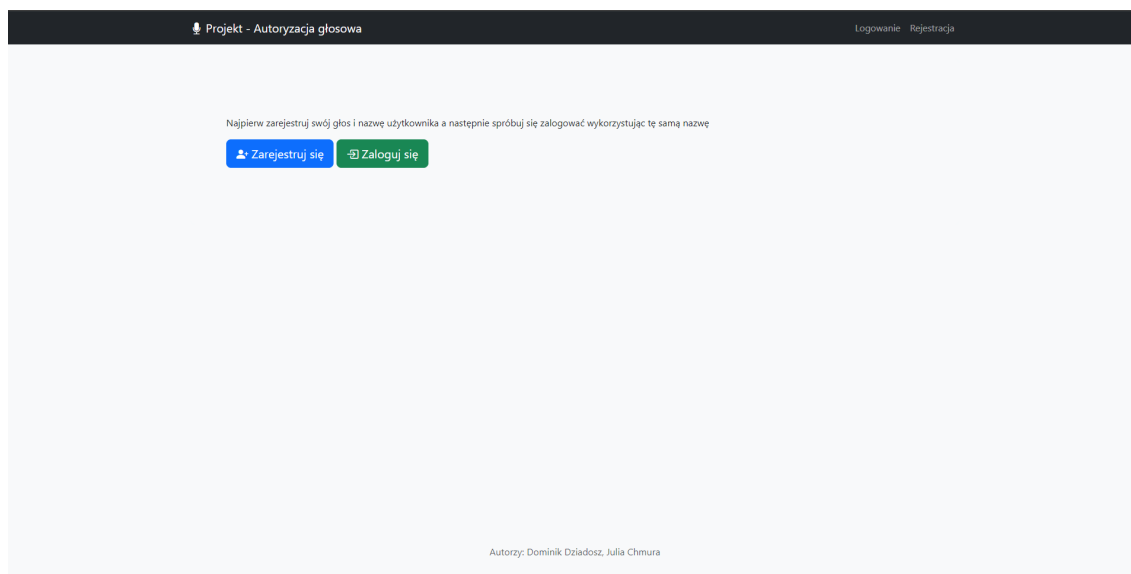 Projekt - Autoryzacja głosowa
Logowanie Rejestracja
Najpierw zarejestruj swój głos i nazwę użytkownika a następnie spróbuj się zalogować wykorzystując tę samą nazwę
Zarejestruj się Zaloguj się
Autorzy: Dominik Dziadosz, Julia Chmura